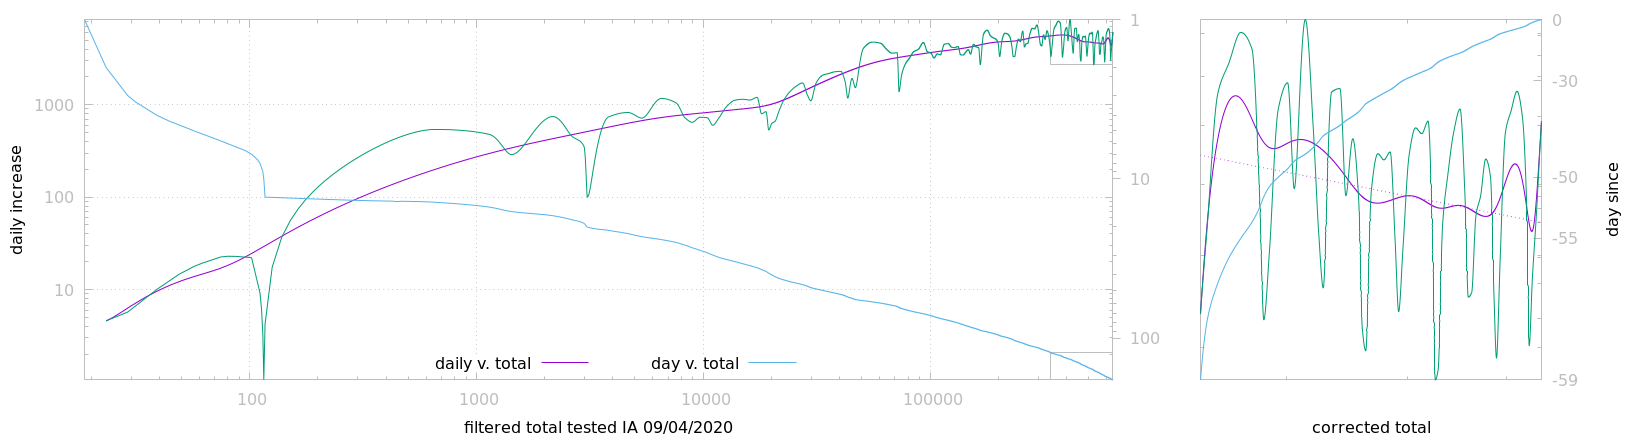 1000
100
10
daily increase
100
1000
10000
100000
filtered total tested IA 09/04/2020
daily v. total
day v. total
1
10
100
0
-30
-50
-55
-59
day since
corrected total